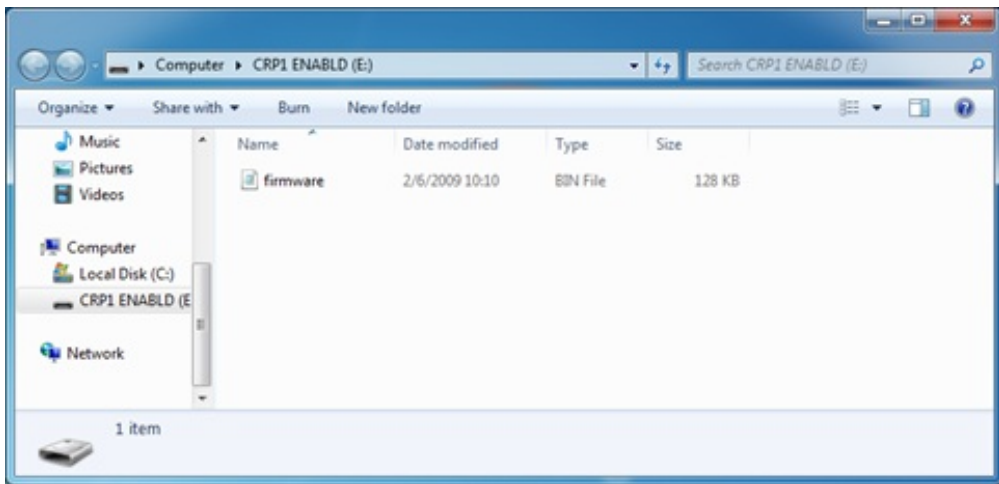 Computer ▸ CRP1 ENABLD (E:)
Search CRP1 ENABLD (E:)
Organize Share with Burn New folder
Music
Pictures
Videos
Computer
Local Disk (C:)
CRP1 ENABLD (E
Network
Name Date modified Type Size
firmware 2/6/2009 10:10 BIN File 128 KB
1 item